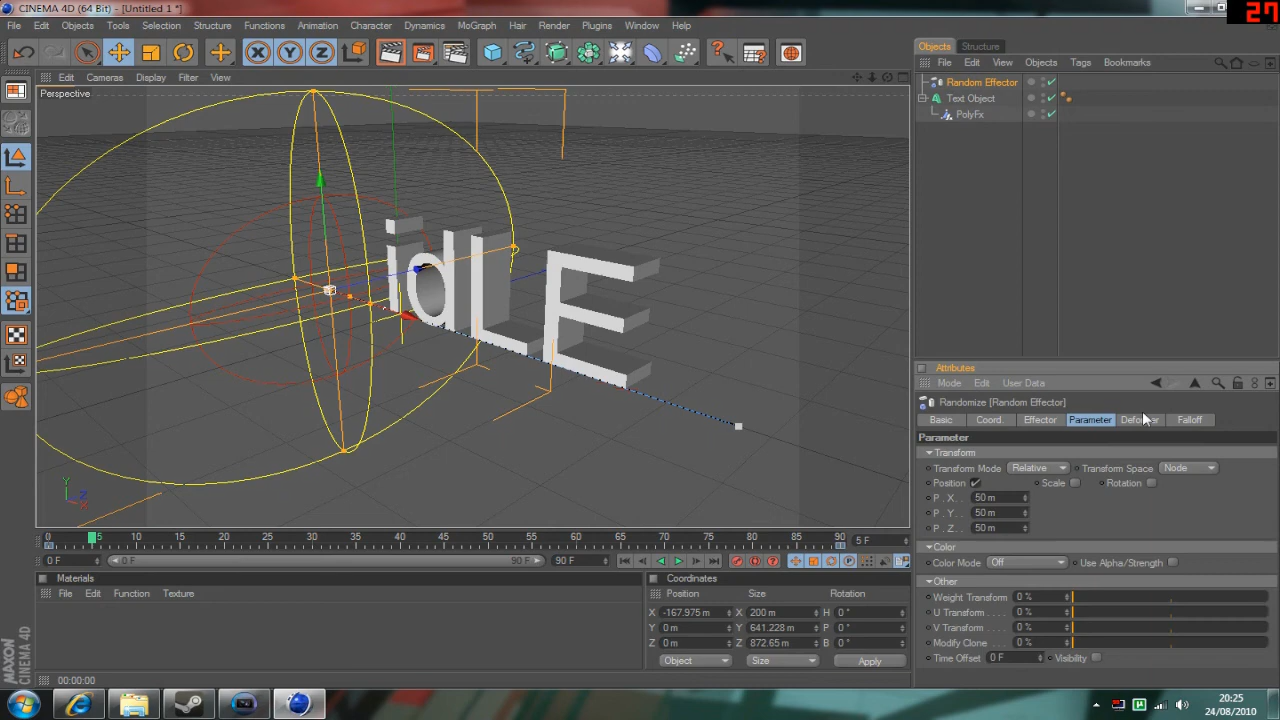 CINEMA 4D (64 Bit) - [Untitled 1 *]
27
File Edit Objects Tools Selection Structure Functions Animation Character Dynamics MoGraph Hair Render Plugins Window Help
Objects Structure
File Edit View Objects Tags Bookmarks
Edit Cameras Display Filter View
Perspective
Random Effector
Text Object
PolyFx
idLE
Y
Z
X
Attributes
Mode Edit User Data
Randomize [Random Effector]
Basic Coord. Effector Parameter Deformer Falloff
Parameter
Transform
Transform Mode Relative Transform Space Node
Position Scale Rotation
P . X . . 50 m
P . Y . . 50 m
P . Z . . 50 m
Color
Color Mode Off Use Alpha/Strength
Other
Weight Transform 0 %
U Transform . . . . 0 %
V Transform . . . . 0 %
Modify Clone . . . 0 %
Time Offset 0 F Visibility
0 5 10 15 20 25 30 35 40 45 50 55 60 65 70 75 80 85 90 5 F
0 F 0 F 90 F 90 F
Materials
File Edit Function Texture
Coordinates
Position Size Rotation
X -167.975 m X 200 m H 0 °
Y 0 m Y 641.228 m P 0 °
Z 0 m Z 872.65 m B 0 °
Object Size Apply
MAXON CINEMA 4D
00:00:00
20:25
24/08/2010